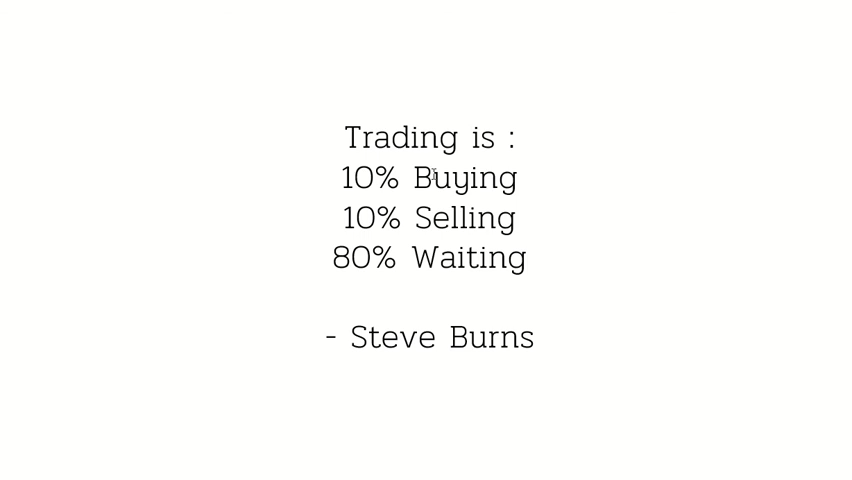 Trading is :
10% Buying
10% Selling
80% Waiting
- Steve Burns